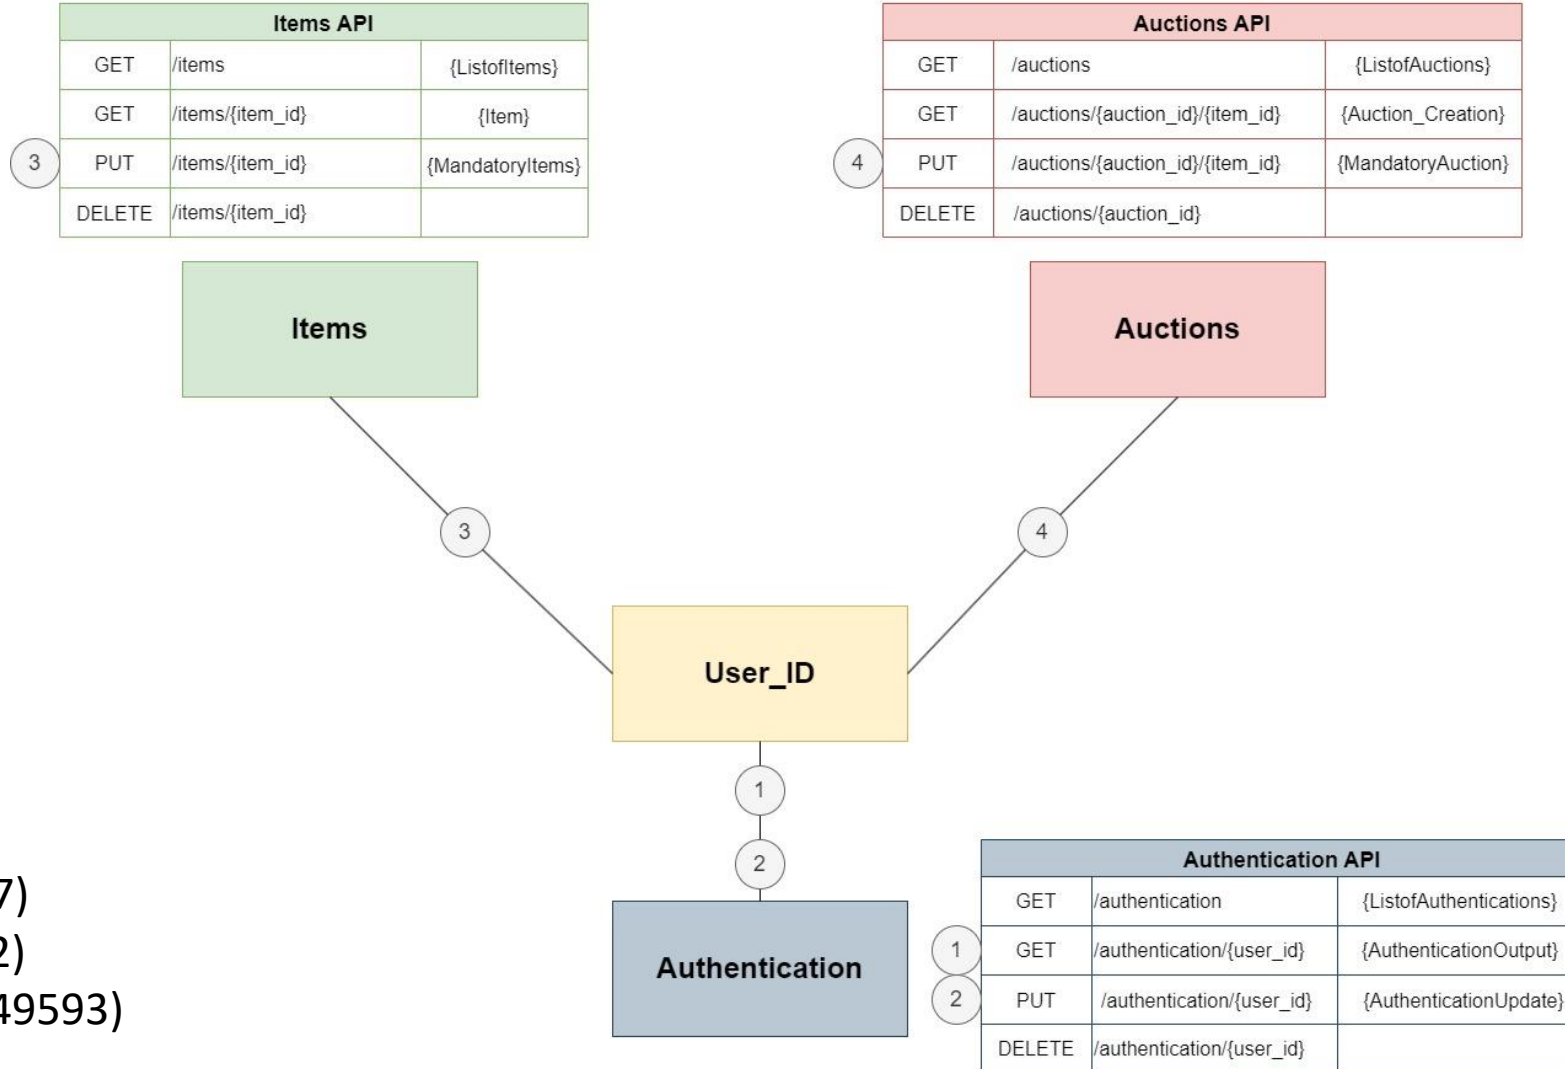 Items API
GET /items {ListofItems}
GET /items/{item_id} {Item}
3 PUT /items/{item_id} {MandatoryItems}
DELETE /items/{item_id}
Auctions API
GET /auctions {ListofAuctions}
GET /auctions/{auction_id}/{item_id} {Auction_Creation}
4 PUT /auctions/{auction_id}/{item_id} {MandatoryAuction}
DELETE /auctions/{auction_id}
Items
Auctions
3
4
User_ID
1
2
Authentication
Authentication API
GET /authentication {ListofAuthentications}
1 GET /authentication/{user_id} {AuthenticationOutput}
2 PUT /authentication/{user_id} {AuthenticationUpdate}
DELETE /authentication/{user_id}
7)
2)
49593)